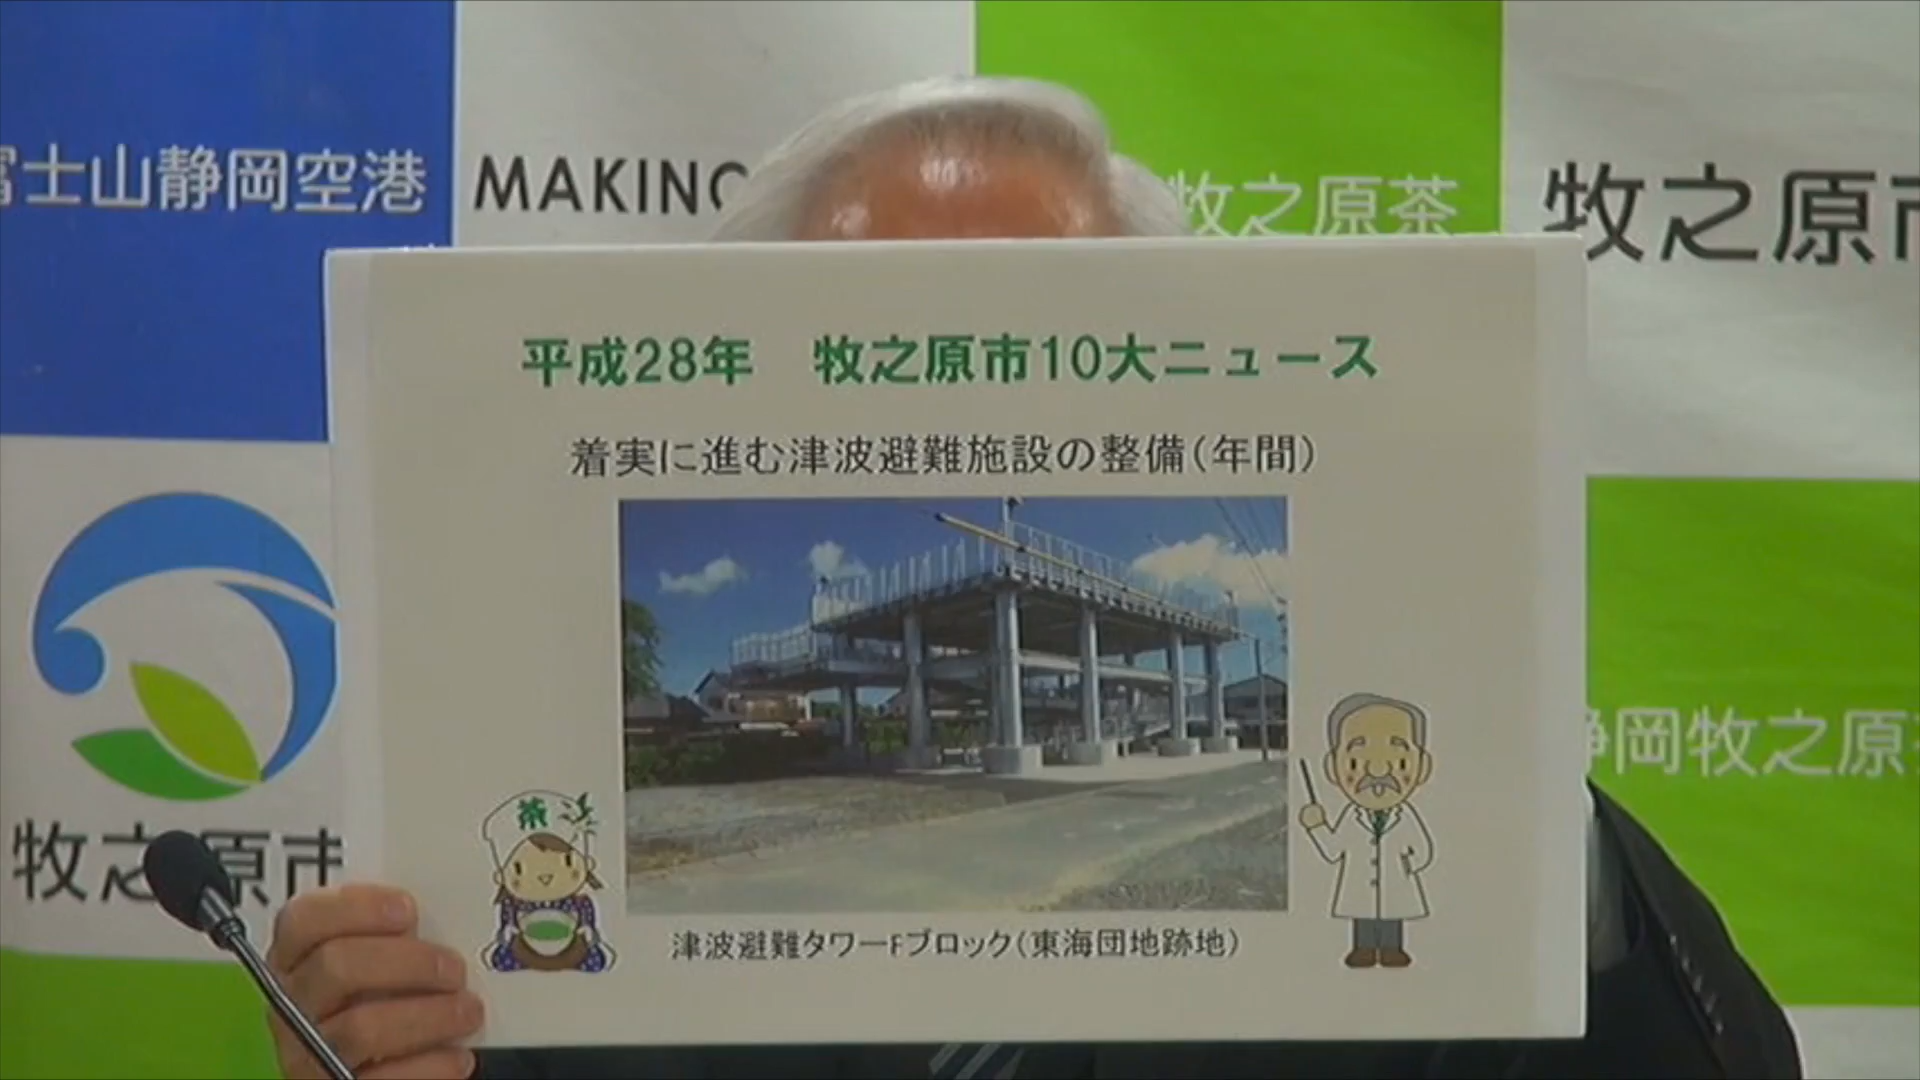 富士山静岡空港
MAKINO
牧之原茶
牧之原市
平成28年　牧之原市10大ニュース
着実に進む津波避難施設の整備(年間)
静岡牧之原茶
茶
牧之原市
津波避難タワーFブロック(東海団地跡地)